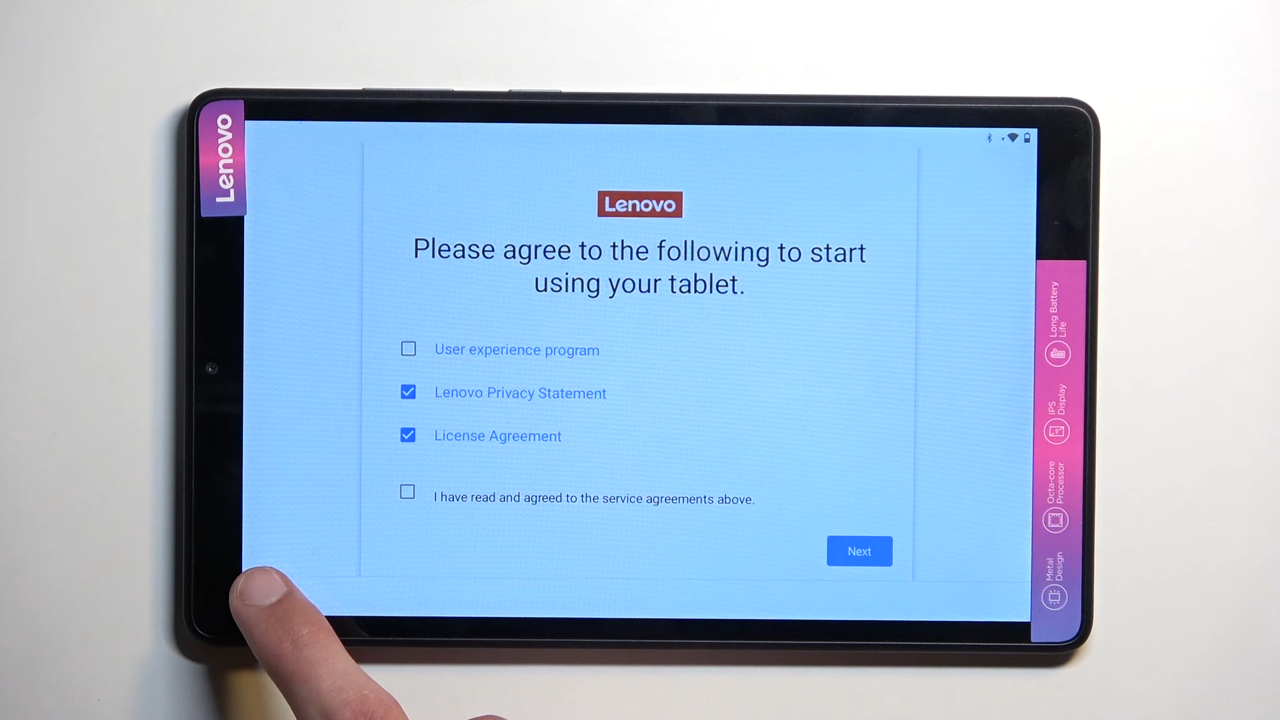 Lenovo
Lenovo
Please agree to the following to start
using your tablet.
User experience program
Lenovo Privacy Statement
License Agreement
I have read and agreed to the service agreements above.
Next
Long Battery
Life
IPS
Display
Octa-core
Processor
Metal
Design